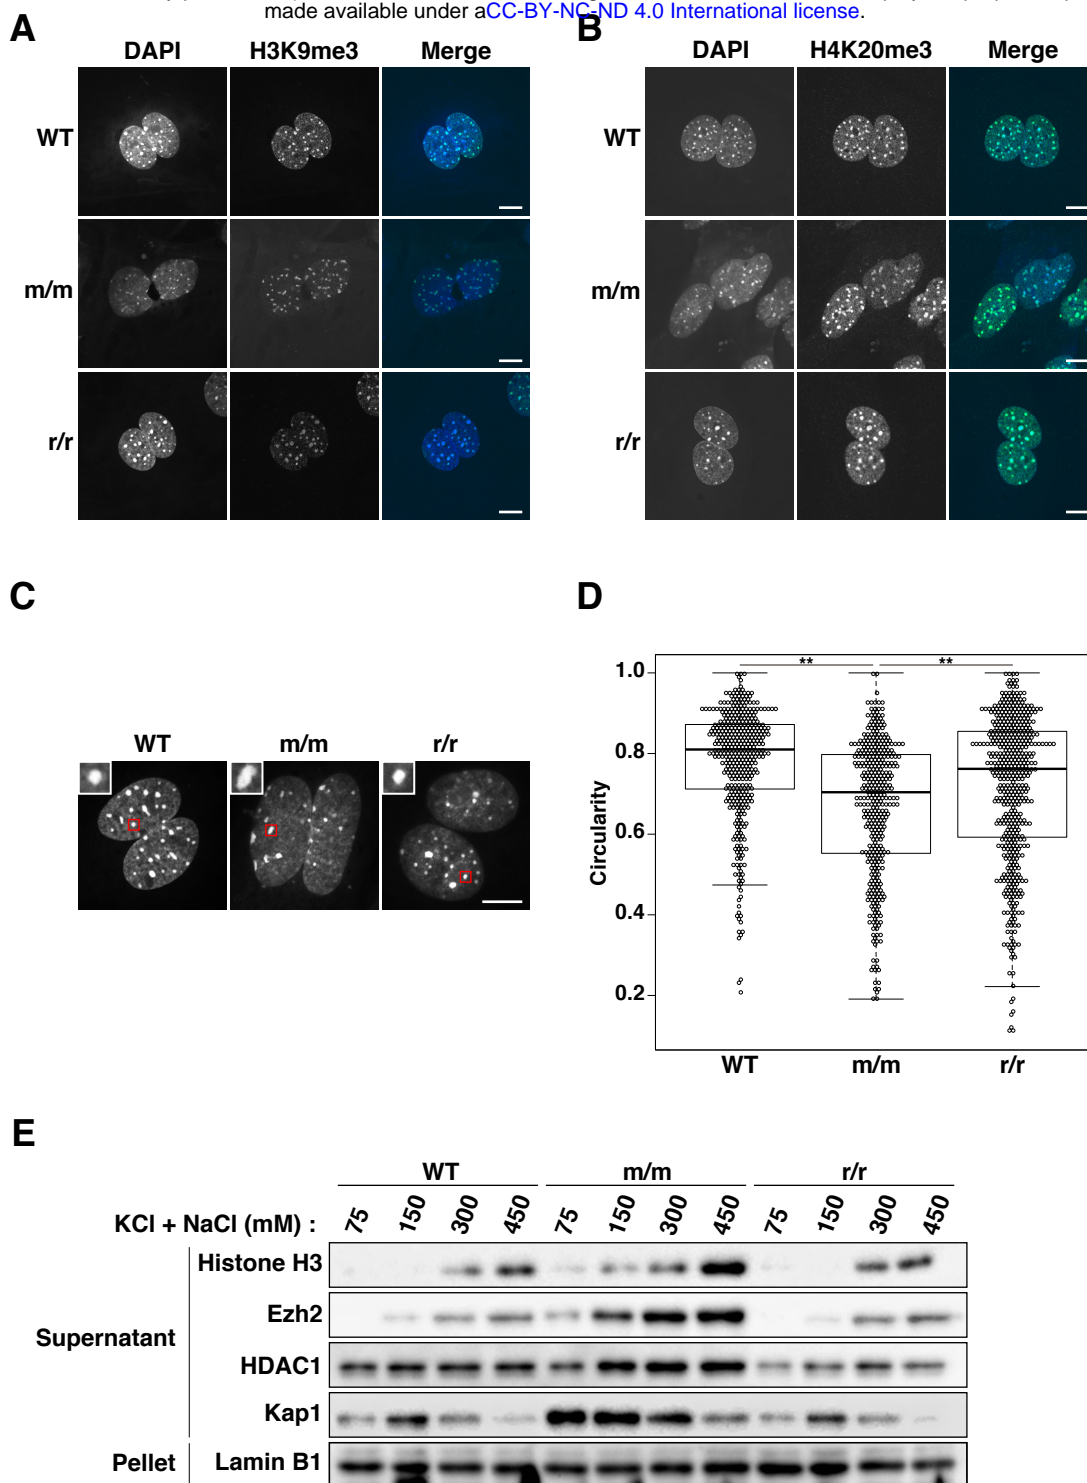 made available under aCC-BY-NC-ND 4.0 International license.
A
DAPI H3K9me3 Merge
WT
m/m
r/r
B
DAPI H4K20me3 Merge
WT
m/m
r/r
C
WT m/m r/r
D
** **
Circularity
1.0
0.8
0.6
0.4
0.2
WT m/m r/r
E
WT m/m r/r
KCl + NaCl (mM) : 75 150 300 450 75 150 300 450 75 150 300 450
Supernatant
Histone H3
Ezh2
HDAC1
Kap1
Pellet Lamin B1